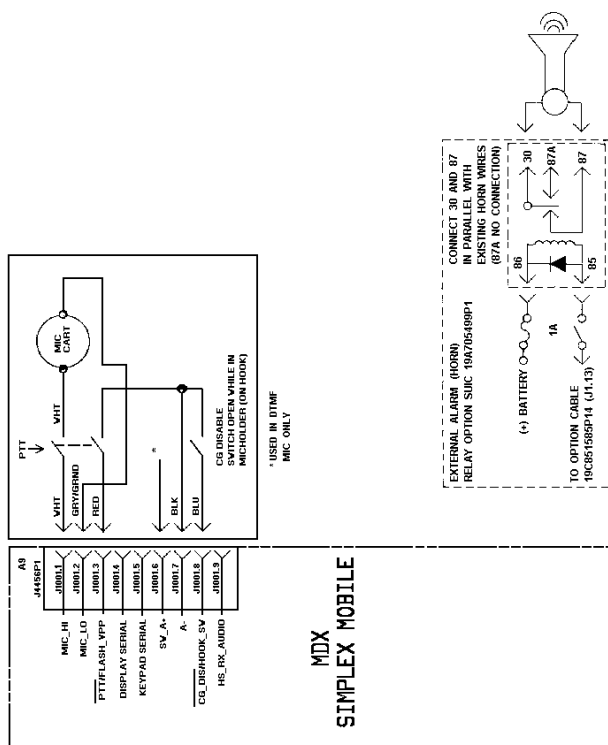 MDX
SIMPLEX MOBILE
A9
J4456P1
J1001.1
J1001.2
J1001.3
J1001.4
J1001.5
J1001.6
J1001.7
J1001.8
J1001.9
MIC_HI
MIC_LO
PTT/FLASH_VPP
DISPLAY SERIAL
KEYPAD SERIAL
SW_A+
A-
CG_DIS/HOOK_SW
HS_RX_AUDIO
PTT
WHT
GRY/GRND
RED
*
BLK
BLU
WHT
MIC
CART
CG DISABLE
SWITCH OPEN WHILE IN
MICHOLDER (ON HOOK)
* USED IN DTMF
MIC ONLY
EXTERNAL ALARM (HORN)
RELAY OPTION SUIC 19A705499P1
CONNECT 30 AND 87
IN PARALLEL WITH
EXISTING HORN WIRES
(87A NO CONNECTION)
30
87A
87
86
85
(+) BATTERY
1A
TO OPTION CABLE
19C851585P14 (J1.13)